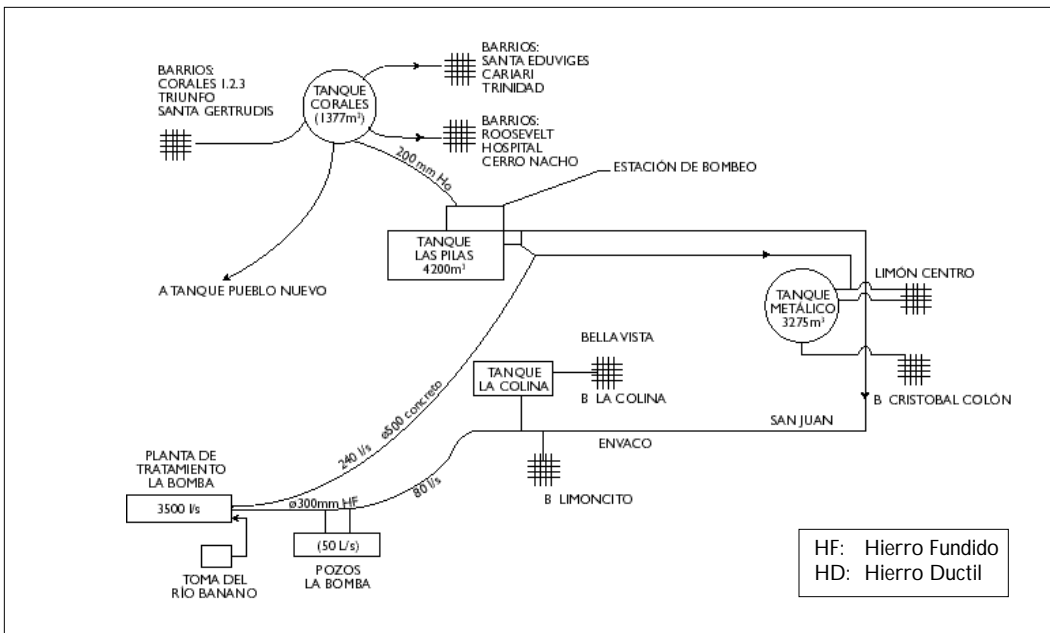 BARRIOS:
SANTA EDUVIGES
CARIARI
TRINIDAD
BARRIOS:
CORALES 1.2.3
TRIUNFO
SANTA GERTRUDIS
TANQUE
CORALES
(1377m³)
BARRIOS:
ROOSEVELT
HOSPITAL
CERRO NACHO
200 mm Ho
ESTACIÓN DE BOMBEO
TANQUE
LAS PILAS
4200m³
A TANQUE PUEBLO NUEVO
LIMÓN CENTRO
TANQUE
METÁLICO
3275m³
BELLA VISTA
TANQUE
LA COLINA
B LA COLINA
B CRISTOBAL COLÓN
SAN JUAN
ENVACO
240 l/s ø500 concreto
80 l/s
B LIMONCITO
PLANTA DE
TRATAMIENTO
LA BOMBA
3500 l/s
ø300mm HF
(50 L/s)
POZOS
LA BOMBA
TOMA DEL
RÍO BANANO
HF: Hierro Fundido
HD: Hierro Ductil